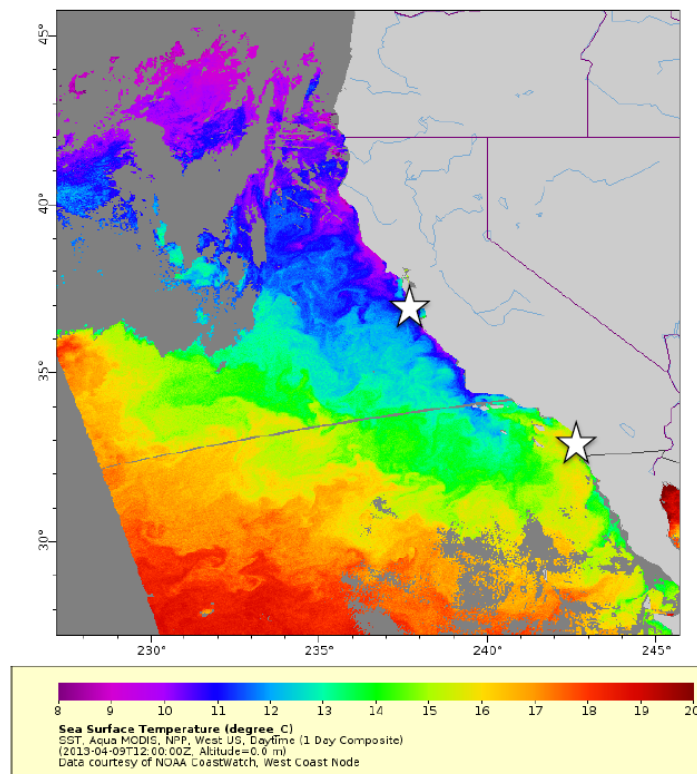 45°
40°
35°
30°
230° 235° 240° 245°
8 9 10 11 12 13 14 15 16 17 18 19 20
Sea Surface Temperature (degree_C)
SST, Aqua MODIS, NPP, West US, Daytime (1 Day Composite)
(2013-04-09T12:00:00Z, Altitude=0.0 m)
Data courtesy of NOAA CoastWatch, West Coast Node